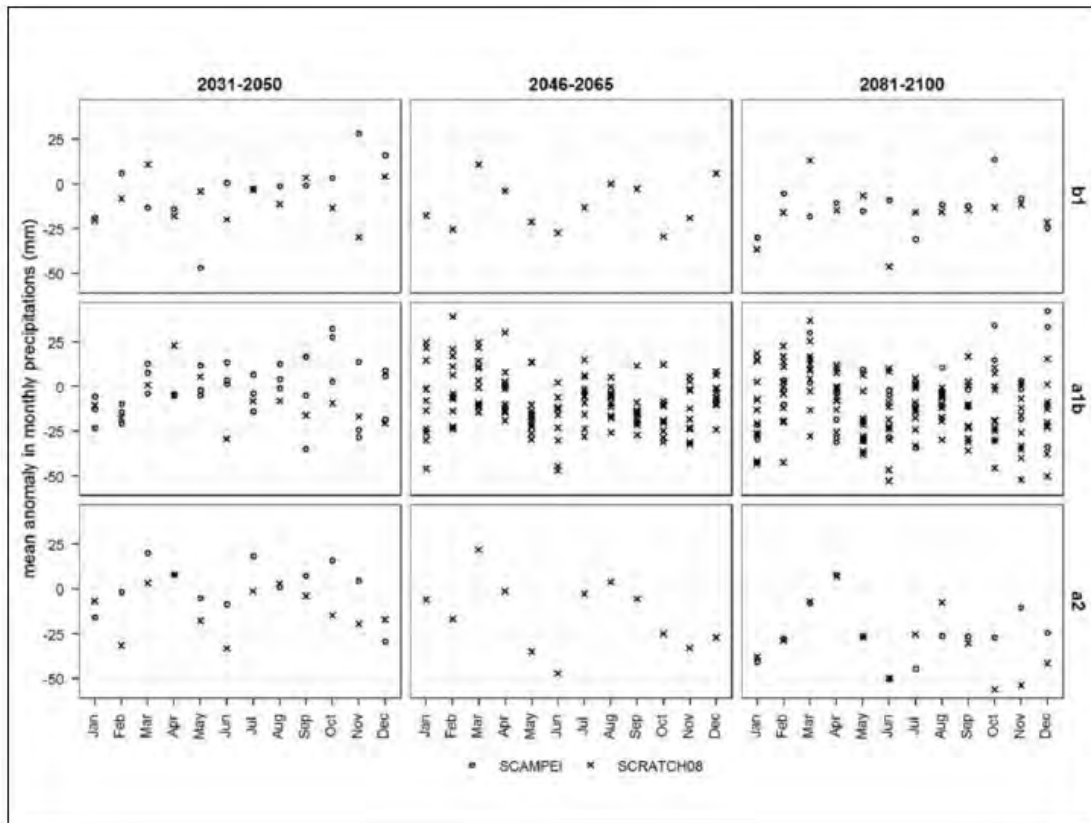 2031-2050 2046-2065 2081-2100
mean anomaly in monthly precipitations (mm)
25
0
-25
-50
b1
25
0
-25
-50
a1b
25
0
-25
-50
a2
Jan Feb Mar Apr May Jun Jul Aug Sep Oct Nov Dec Jan Feb Mar Apr May Jun Jul Aug Sep Oct Nov Dec Jan Feb Mar Apr May Jun Jul Aug Sep Oct Nov Dec
SCAMPEI SCRATCH08